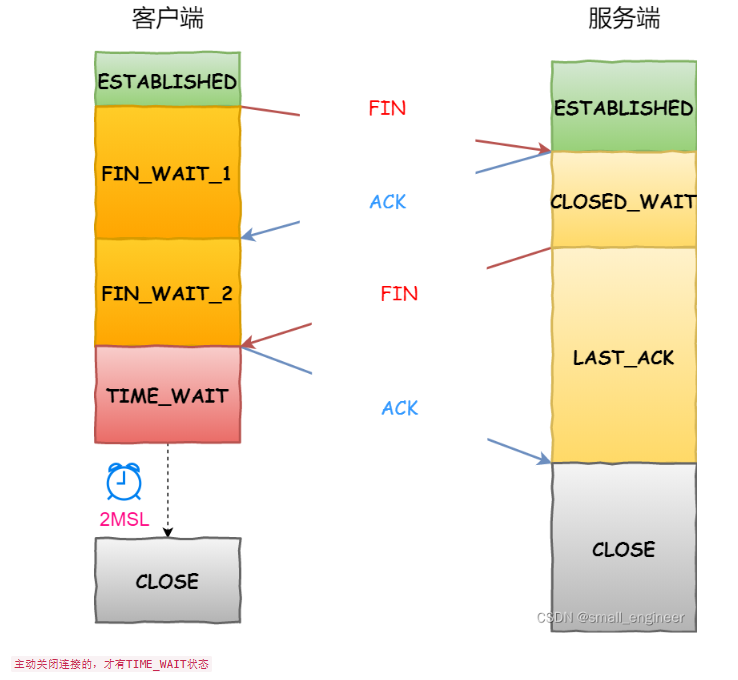 客户端
服务端
ESTABLISHED
ESTABLISHED
FIN
FIN_WAIT_1
ACK
CLOSED_WAIT
FIN_WAIT_2
FIN
LAST_ACK
TIME_WAIT
ACK
2MSL
CLOSE
CLOSE
CSDN @small_engineer
主动关闭连接的，才有TIME_WAIT状态